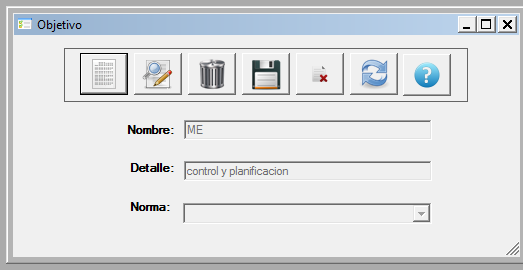 Objetivo
Nombre: ME
Detalle: control y planificacion
Norma: